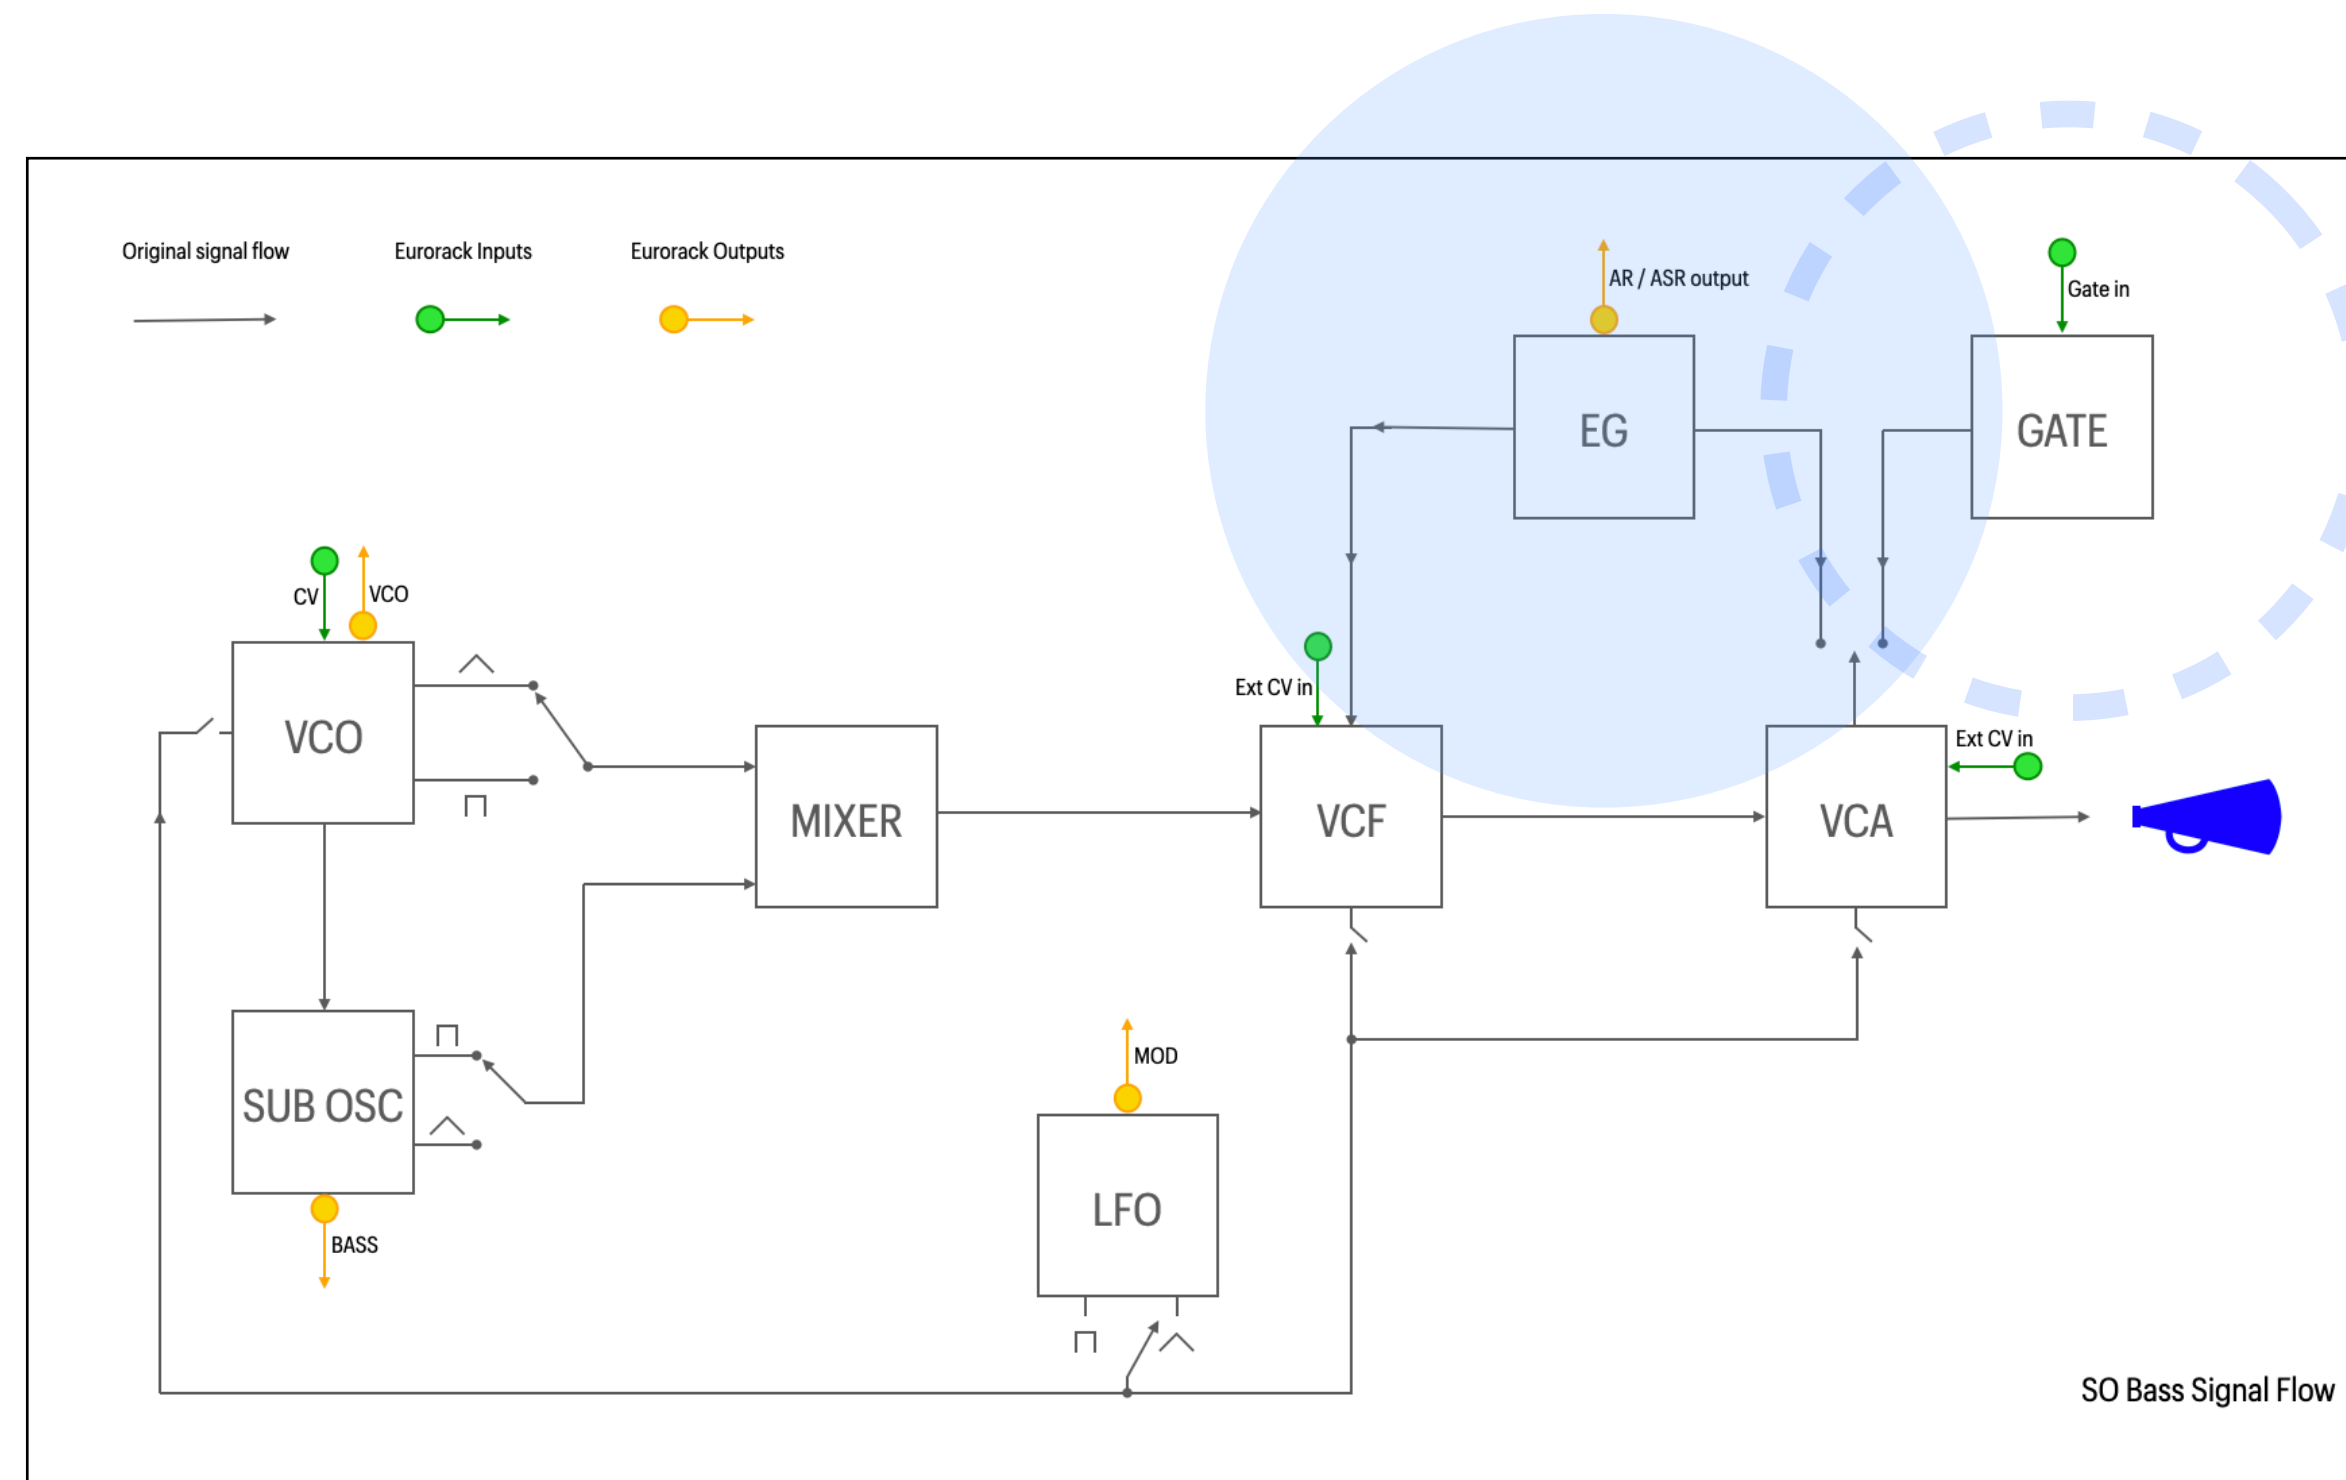 Original signal flow
Eurorack Inputs
Eurorack Outputs
AR / ASR output
Gate in
EG
GATE
CV
VCO
Ext CV in
VCO
Ext CV in
MIXER
VCF
VCA
MOD
SUB OSC
LFO
BASS
SO Bass Signal Flow